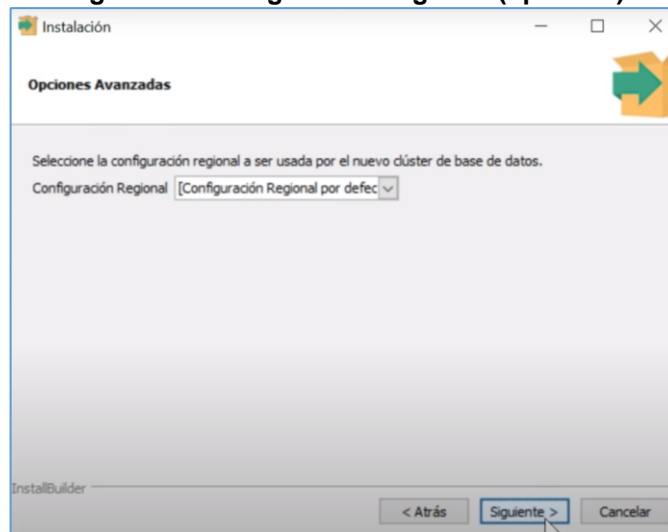 Instalación
Opciones Avanzadas
Seleccione la configuración regional a ser usada por el nuevo clúster de base de datos.
Configuración Regional [Configuración Regional por defec
InstallBuilder
< Atrás Siguiente > Cancelar